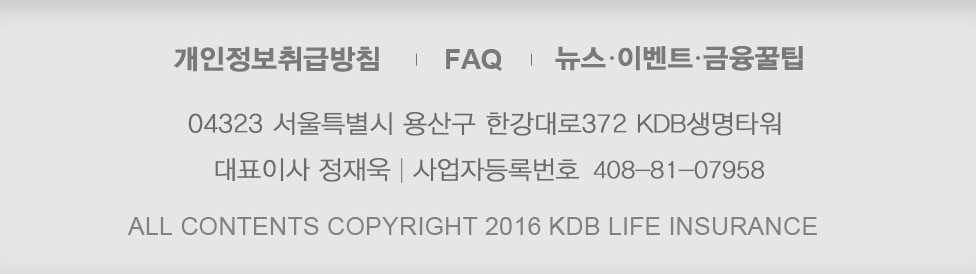 개인정보취급방침 | FAQ | 뉴스·이벤트·금융꿀팁
04323 서울특별시 용산구 한강대로372 KDB생명타워
대표이사 정재욱 | 사업자등록번호 408-81-07958
ALL CONTENTS COPYRIGHT 2016 KDB LIFE INSURANCE